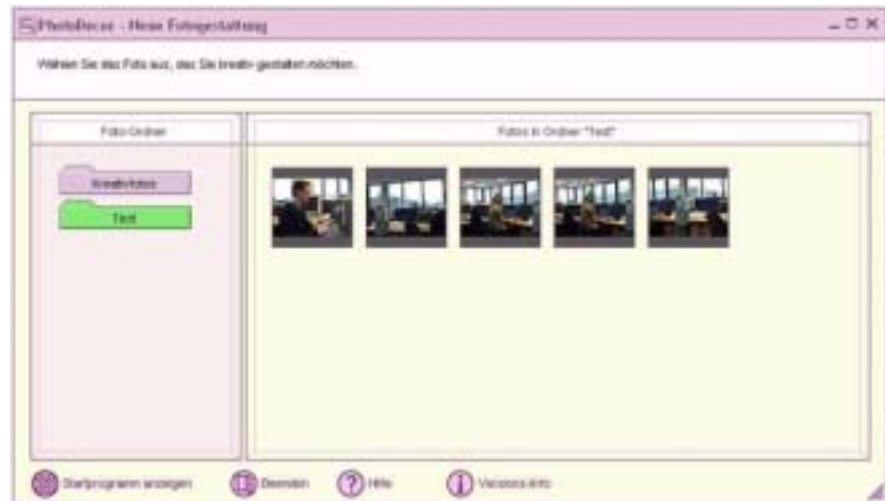 PhotoDecor - Neue Fotogestaltung
Wählen Sie das Foto aus, das Sie kreativ gestalten möchten.
Foto-Ordner
Fotos in Ordner "Test"
Kreativfotos
Test
Startprogramm anzeigen
Beenden
Hilfe
Versions-Info